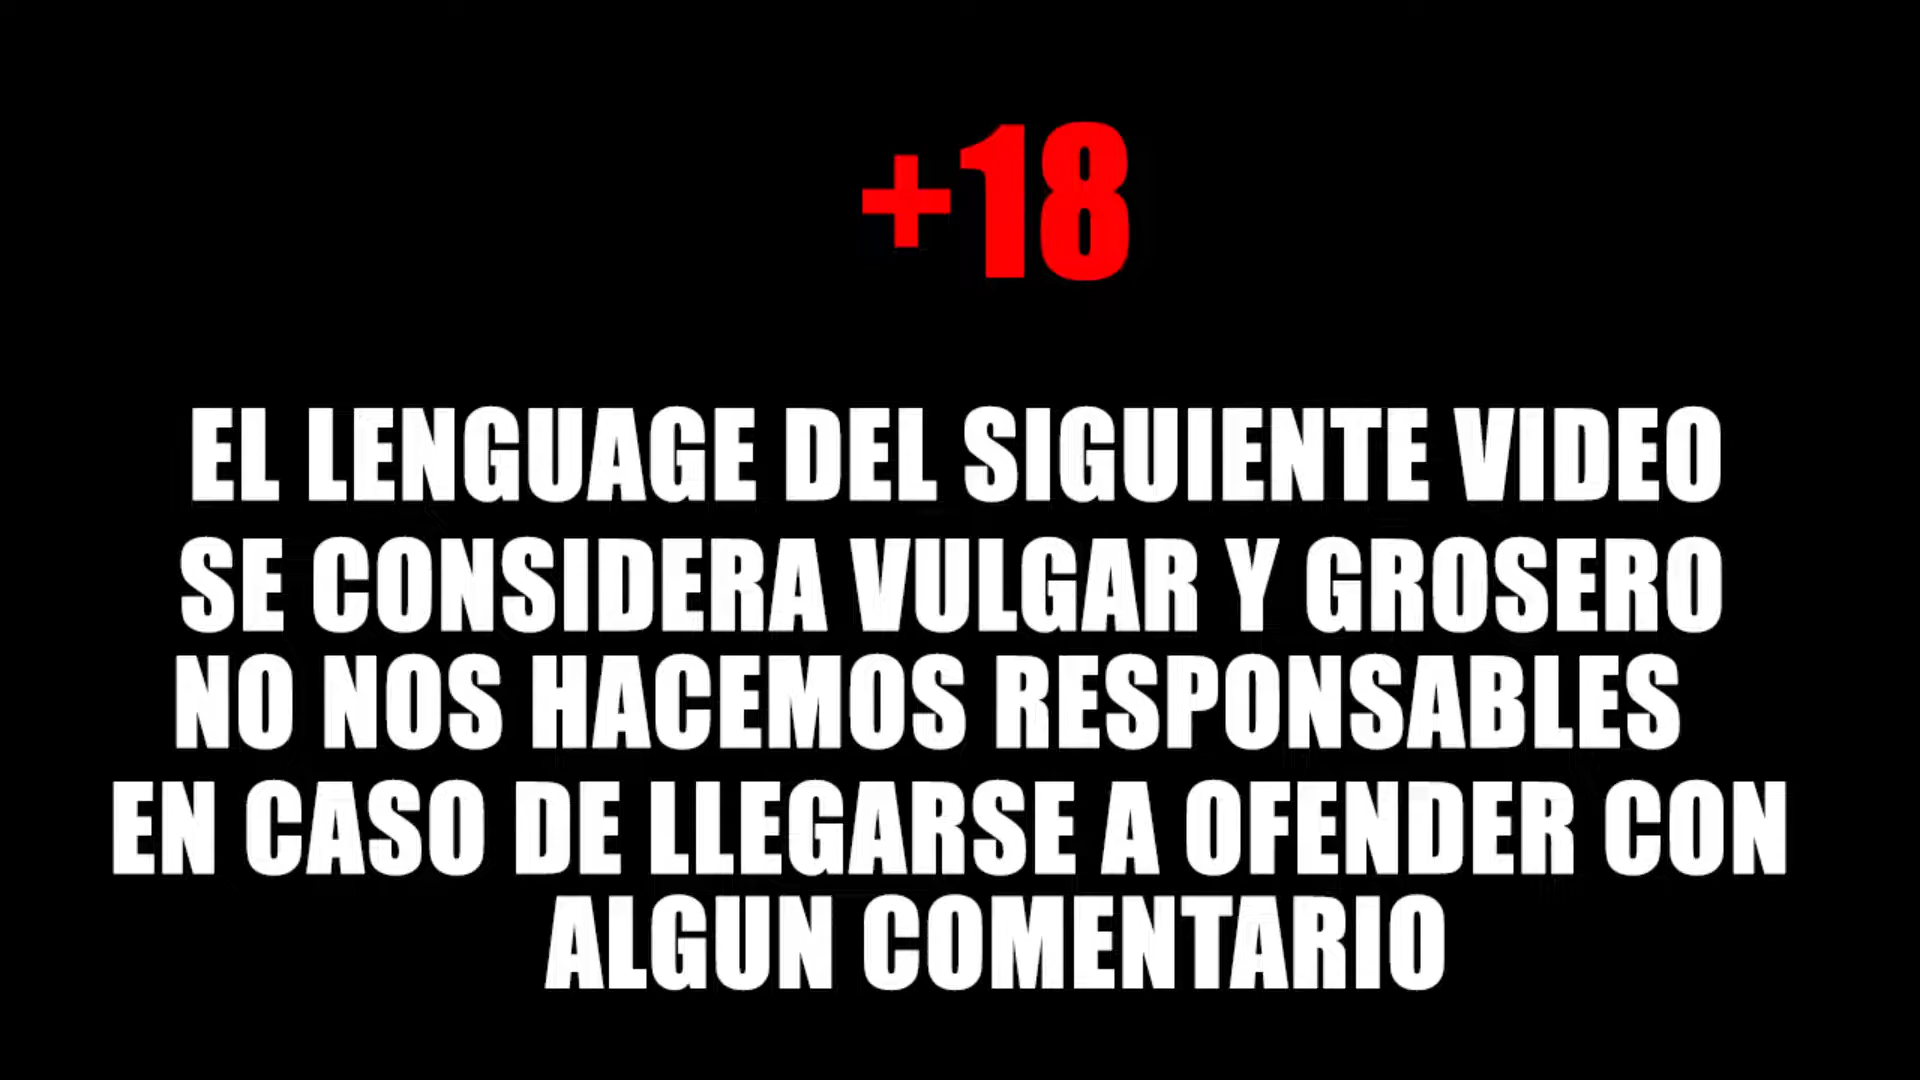 +18
EL LENGUAGE DEL SIGUIENTE VIDEO
SE CONSIDERA VULGAR Y GROSERO
NO NOS HACEMOS RESPONSABLES
EN CASO DE LLEGARSE A OFENDER CON
ALGUN COMENTARIO